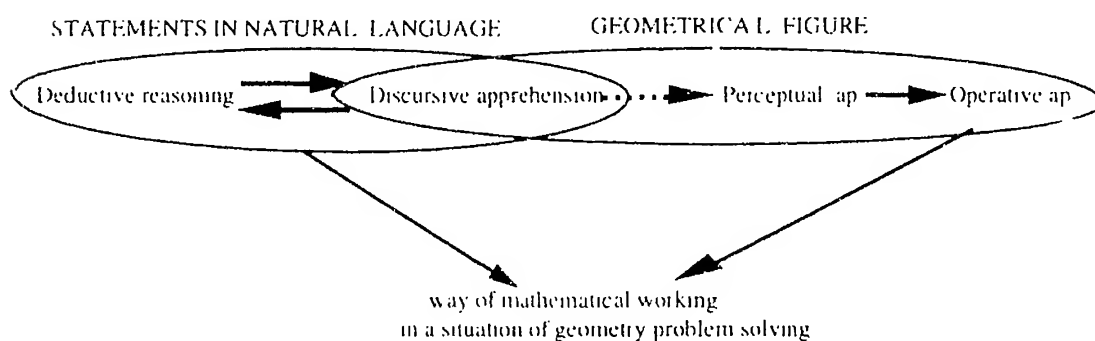 STATEMENTS IN NATURAL LANGUAGE GEOMETRICAL FIGURE
Deductive reasoning Discursive apprehension Perceptual ap Operative ap
way of mathematical working
in a situation of geometry problem solving